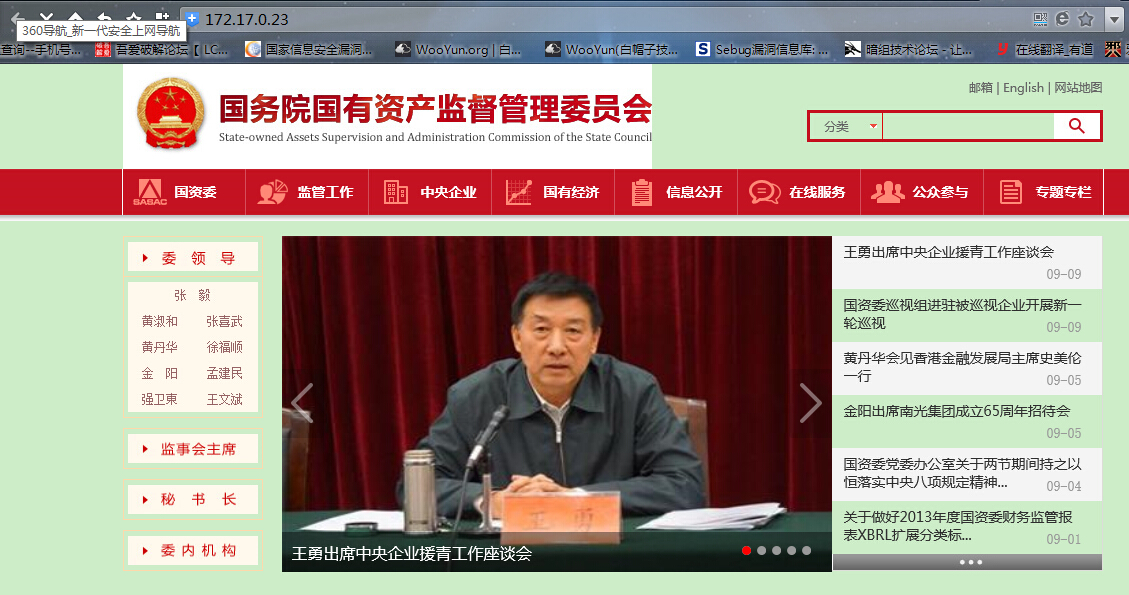 172.17.0.23
360导航_新一代安全上网导航
查询--手机号... 吾爱破解论坛【 LC... 国家信息安全漏洞... WooYun.org | 白... WooYun(白帽子技... Sebug漏洞信息库: ... 暗组技术论坛 - 让... 在线翻译_有道
邮箱 | English | 网站地图
国务院国有资产监督管理委员会
State-owned Assets Supervision and Administration Commission of the State Council
分类
SASAC 国资委 监管工作 中央企业 国有经济 信息公开 在线服务 公众参与 专题专栏
委 领 导
张 毅
黄淑和 张喜武
黄丹华 徐福顺
金 阳 孟建民
强卫东 王文斌
监事会主席
秘 书 长
委 内 机 构
王 勇
王勇出席中央企业援青工作座谈会
王勇出席中央企业援青工作座谈会
09-09
国资委巡视组进驻被巡视企业开展新一
轮巡视
09-09
黄丹华会见香港金融发展局主席史美伦
一行
09-05
金阳出席南光集团成立65周年招待会
09-05
国资委党委办公室关于两节期间持之以
恒落实中央八项规定精神...
09-04
关于做好2013年度国资委财务监管报
表XBRL扩展分类标...
09-01